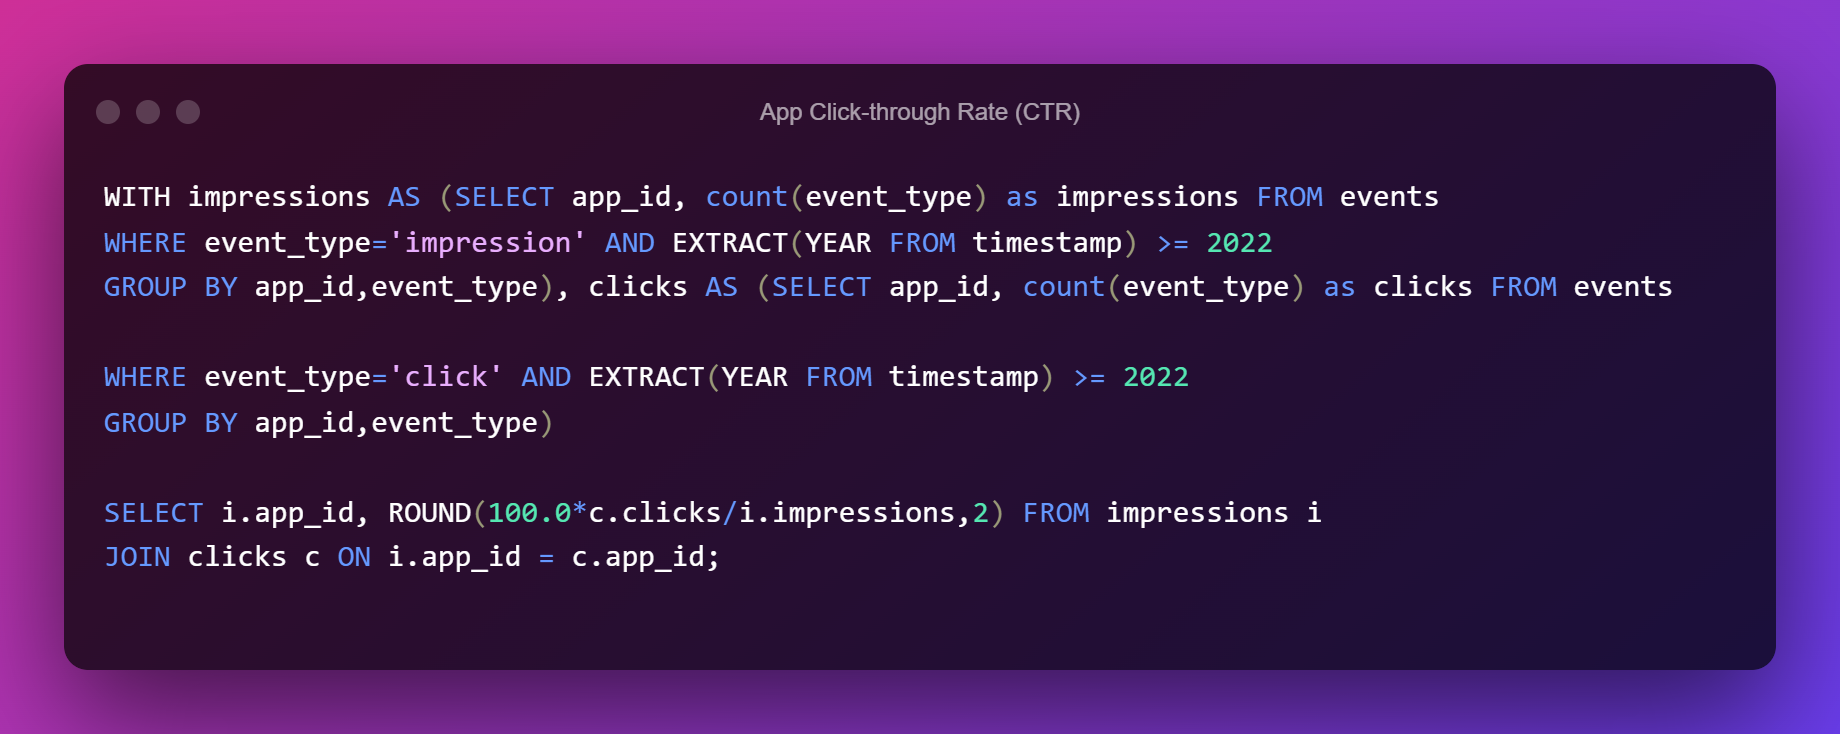 App Click-through Rate (CTR)
WITH impressions AS (SELECT app_id, count(event_type) as impressions FROM events
WHERE event_type='impression' AND EXTRACT(YEAR FROM timestamp) >= 2022
GROUP BY app_id,event_type), clicks AS (SELECT app_id, count(event_type) as clicks FROM events
WHERE event_type='click' AND EXTRACT(YEAR FROM timestamp) >= 2022
GROUP BY app_id,event_type)
SELECT i.app_id, ROUND(100.0*c.clicks/i.impressions,2) FROM impressions i
JOIN clicks c ON i.app_id = c.app_id;